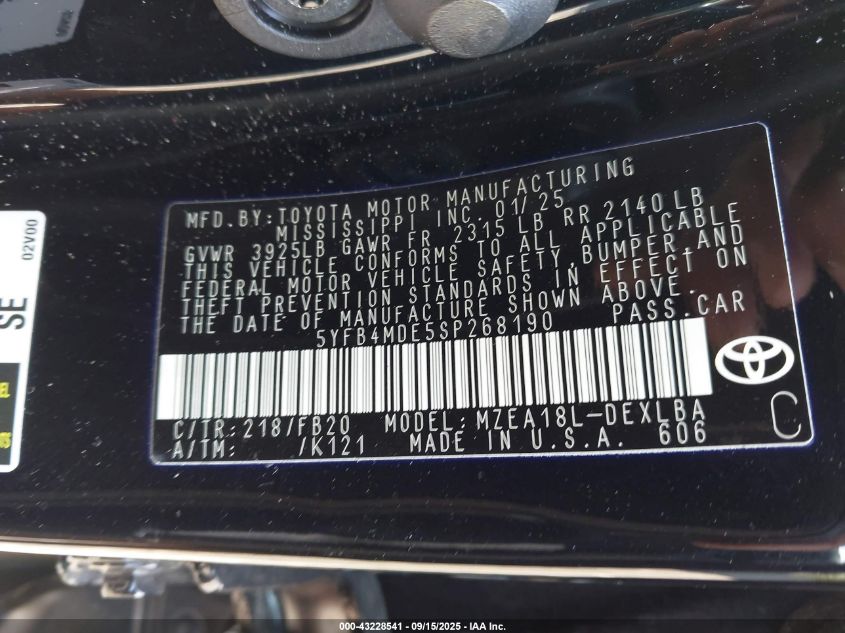 MFD. BY: TOYOTA MOTOR MANUFACTURING
MISSISSIPPI INC. 01/25
GVWR 3925LB GAWR FR 2315 LB RR 2140 LB
THIS VEHICLE CONFORMS TO ALL APPLICABLE
FEDERAL MOTOR VEHICLE SAFETY, BUMPER, AND
THEFT PREVENTION STANDARDS IN EFFECT ON
THE DATE OF MANUFACTURE SHOWN ABOVE.
5YFB4MDE5SP268190 PASS. CAR
C/TR: 218/FB20 MODEL: MZEA18L-DEXLBA
A/TM: /K121 MADE IN U.S.A. 606
C
02V00
SE
000-43228541 - 09/15/2025 - IAA Inc.